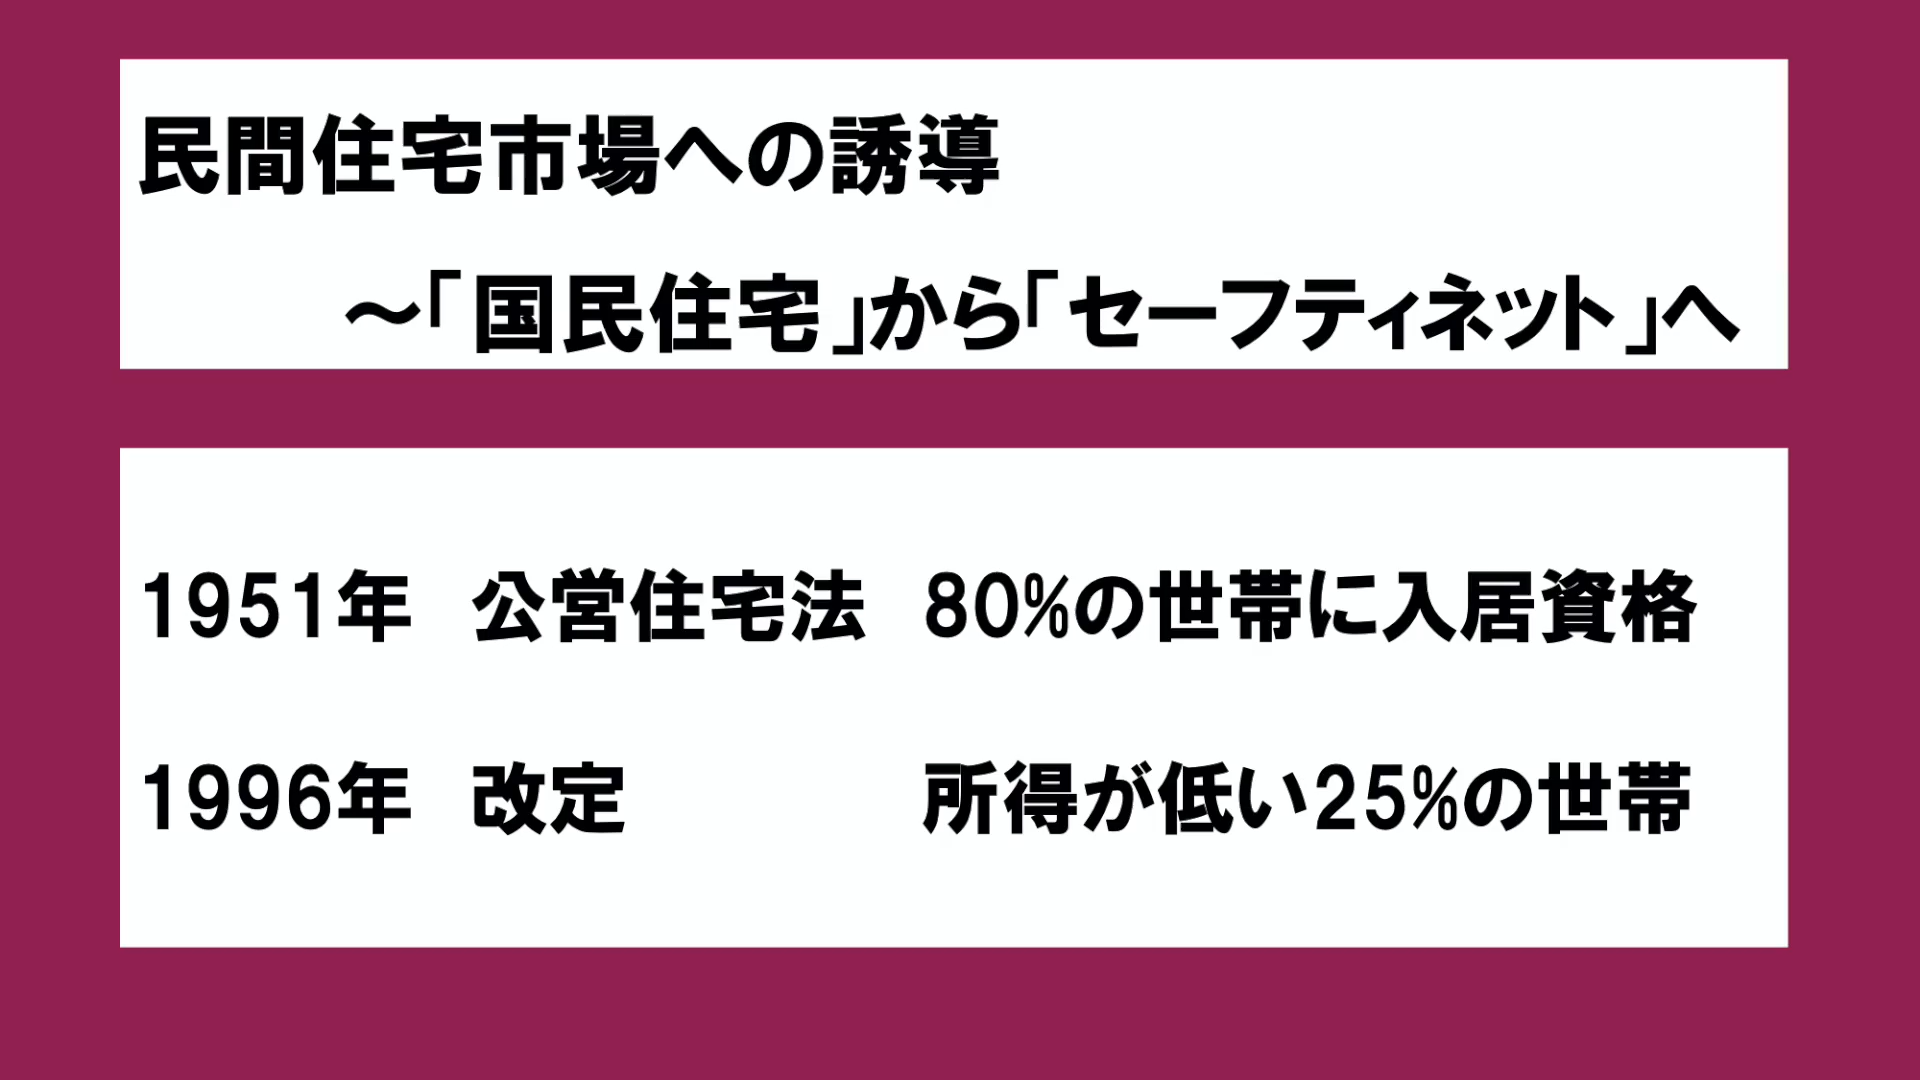 民間住宅市場への誘導
～「国民住宅」から「セーフティネット」へ
1951年　公営住宅法　80%の世帯に入居資格
1996年　改定　所得が低い25%の世帯